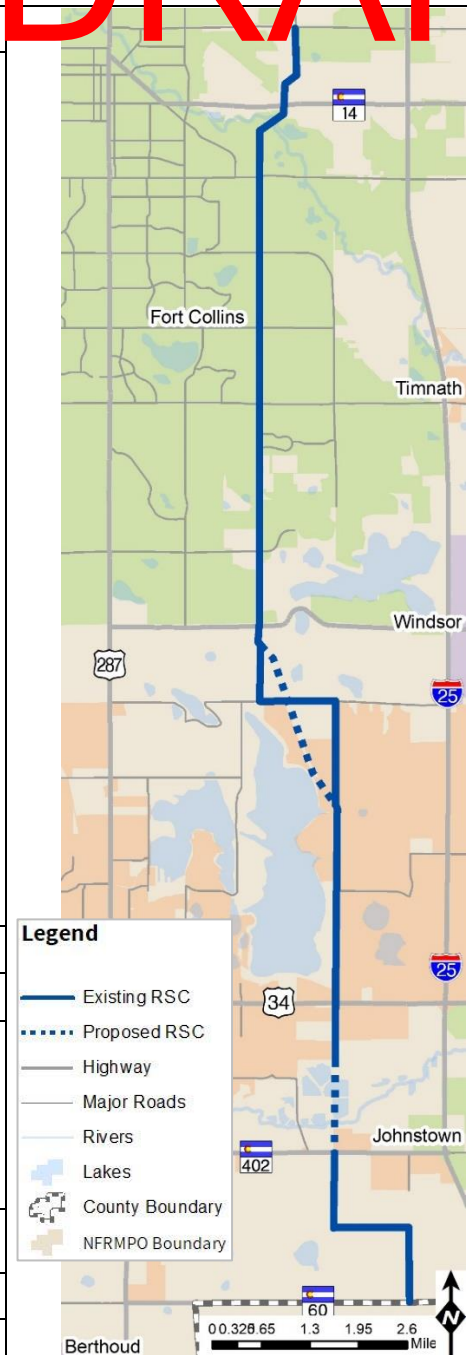 DRAF
14
Fort Collins
Timnath
Windsor
287
25
Legend
Existing RSC
Proposed RSC
Highway
Major Roads
Rivers
Lakes
County Boundary
NFRMPO Boundary
25
34
Johnstown
402
60
N
0 0.325 0.65 1.3 1.95 2.6
Mile
Berthoud